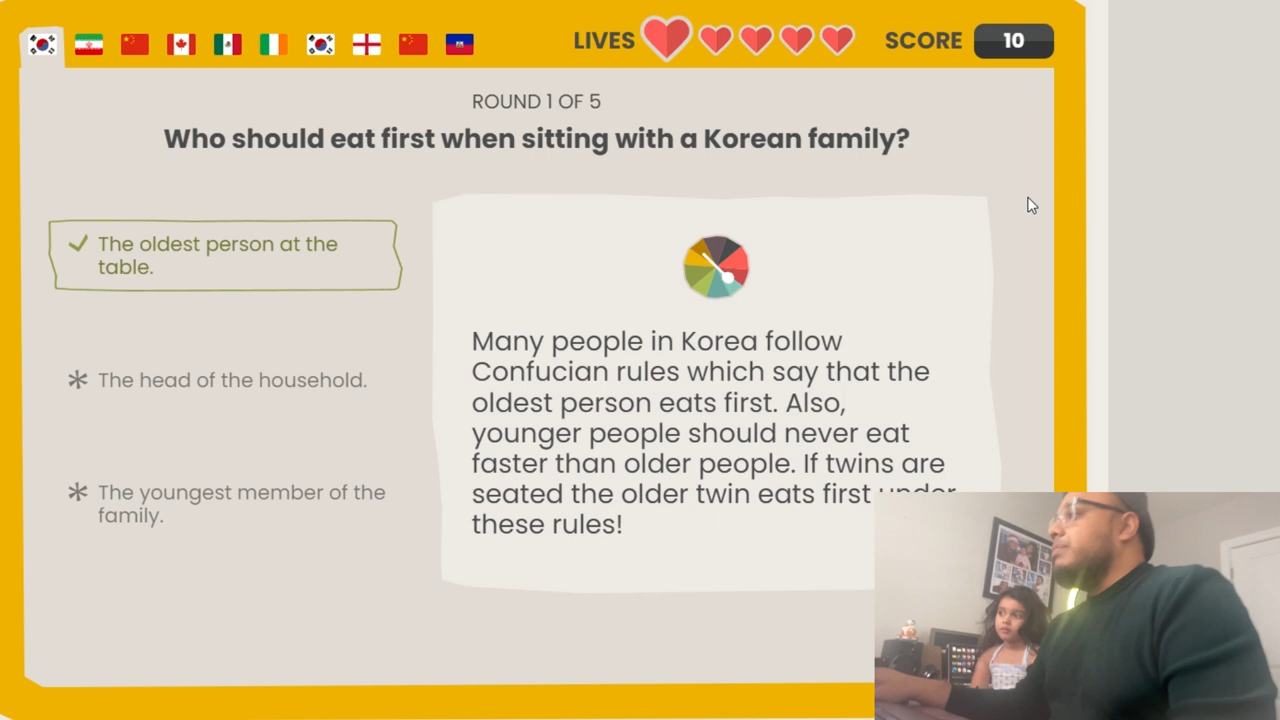 LIVES
SCORE
10
ROUND 1 OF 5
Who should eat first when sitting with a Korean family?
The oldest person at the
table.
The head of the household.
The youngest member of the
family.
Many people in Korea follow
Confucian rules which say that the
oldest person eats first. Also,
younger people should never eat
faster than older people. If twins are
seated the older twin eats first under
these rules!